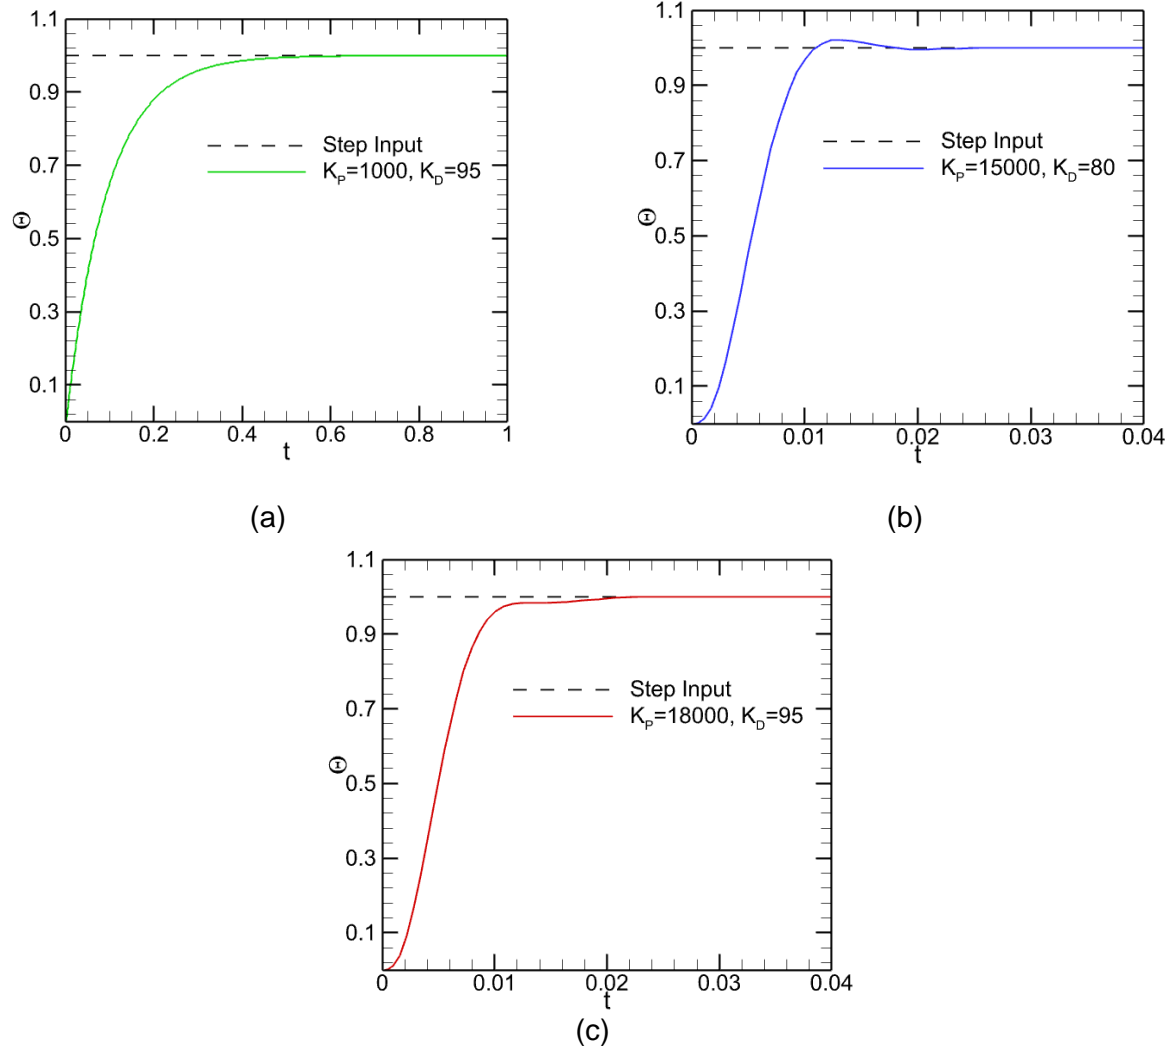 1.1
0.9
0.7
0.5
0.3
0.1
Θ
Step Input
K_P=1000, K_D=95
0 0.2 0.4 0.6 0.8 1
t
(a)
1.1
0.9
0.7
0.5
0.3
0.1
Θ
Step Input
K_P=15000, K_D=80
0 0.01 0.02 0.03 0.04
t
(b)
1.1
0.9
0.7
0.5
0.3
0.1
Θ
Step Input
K_P=18000, K_D=95
0 0.01 0.02 0.03 0.04
t
(c)